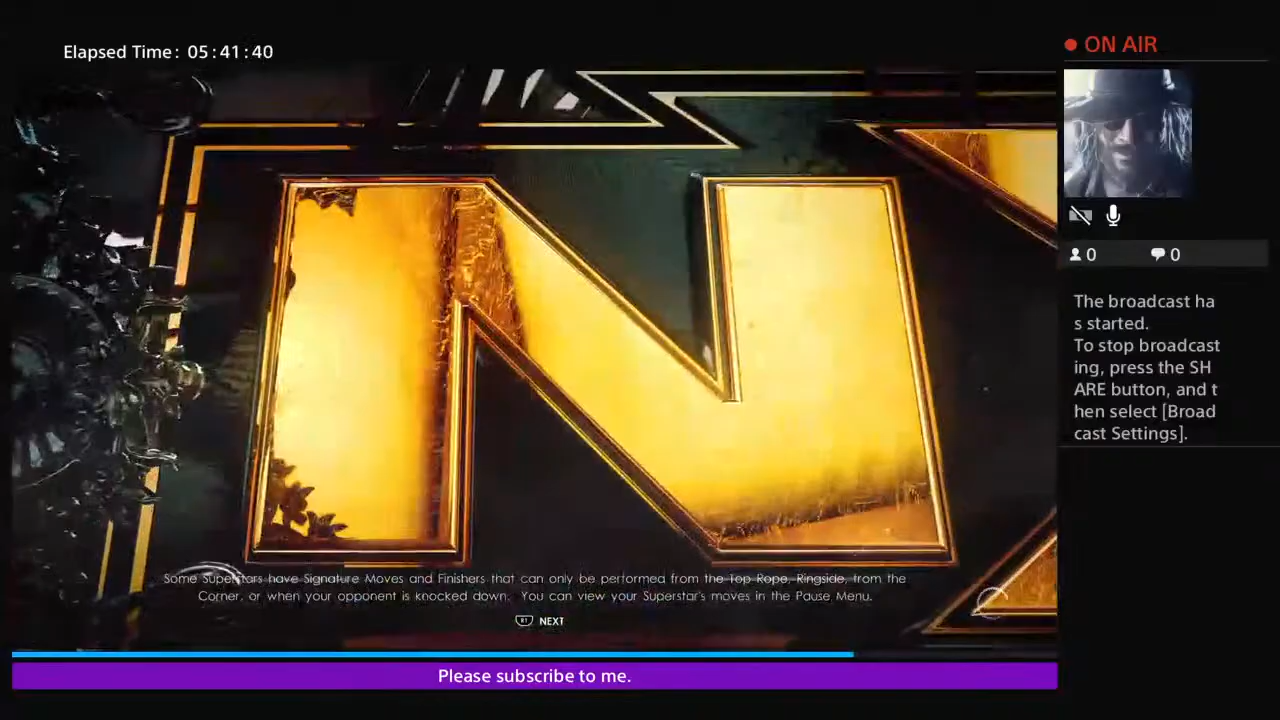 Elapsed Time: 05:41:40
ON AIR
N
0 0
The broadcast ha
s started.
To stop broadcast
ing, press the SH
ARE button, and t
hen select [Broad
cast Settings].
Some Superstars have Signature Moves and Finishers that can only be performed from the Top Rope, Ringside, from the
Corner, or when your opponent is knocked down. You can view your Superstar's moves in the Pause Menu.
R1 NEXT
Please subscribe to me.